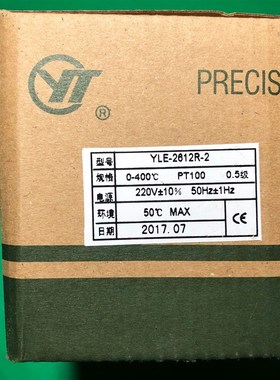 YT
®
PRECIS
型号 YLE-2612R-2
规格 0-400℃ PT100 0.5级
电源 220V±10% 50Hz±1Hz
环境 50℃ MAX
日期 2017.07
CE